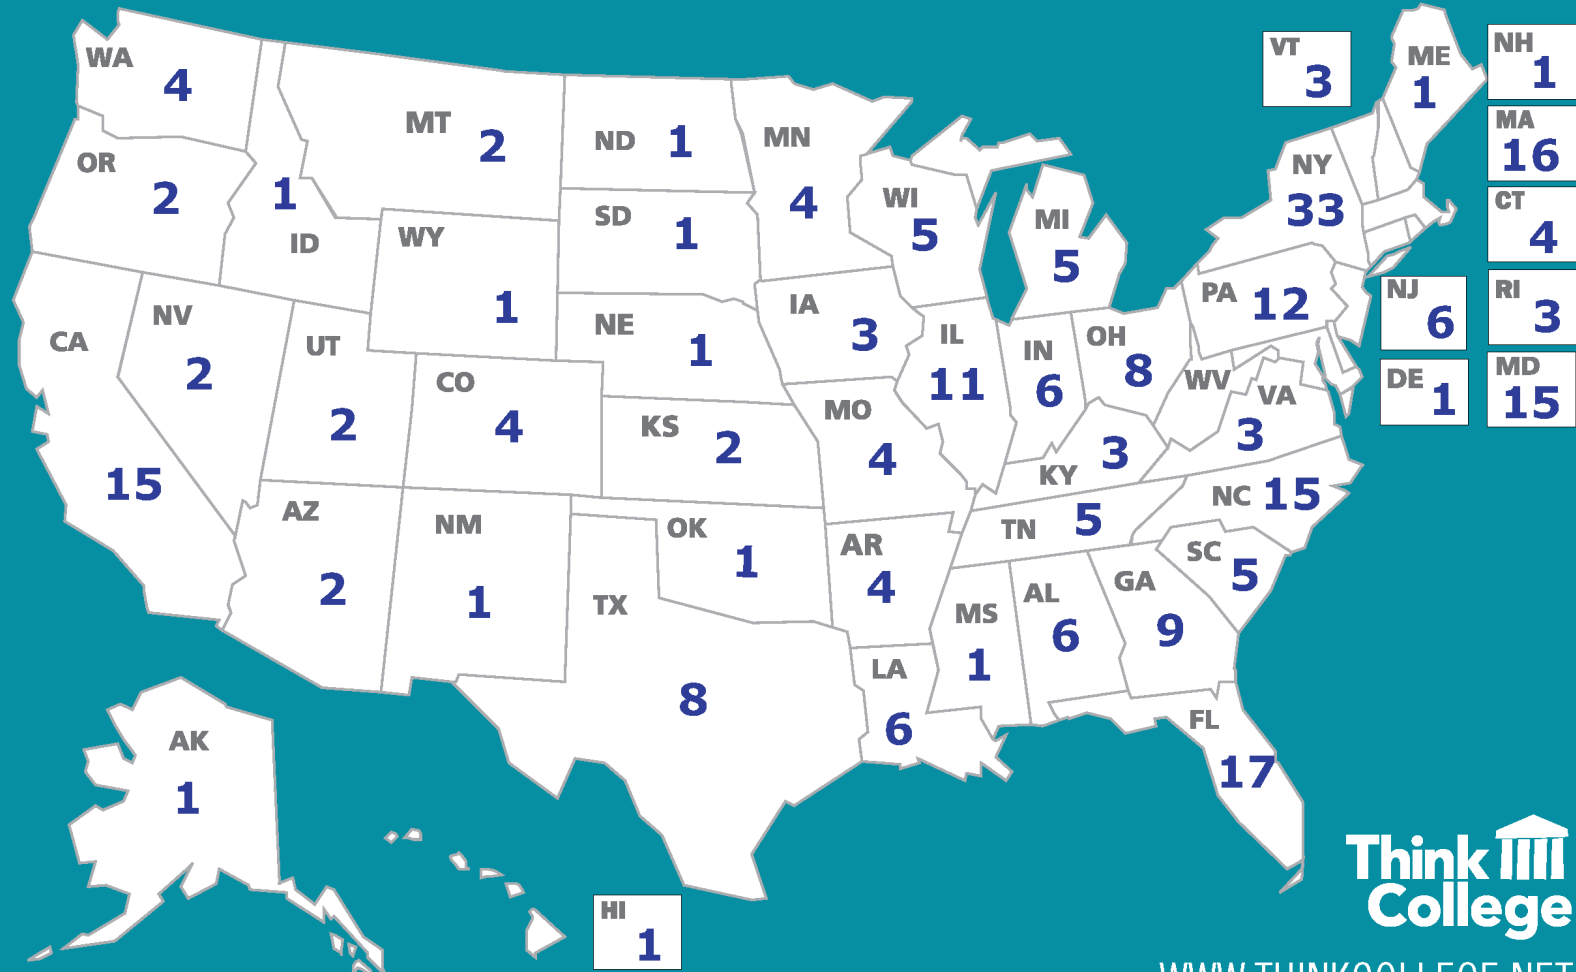 WA
4
OR
2
ID
1
MT
2
ND
1
MN
4
SD
1
WY
1
NE
1
CA
15
NV
2
UT
2
CO
4
KS
2
IA
3
MO
4
WI
5
MI
5
IL
11
IN
6
OH
8
KY
3
WV
VA
3
PA
12
NY
33
VT
3
ME
1
NH
1
MA
16
CT
4
RI
3
NJ
6
DE
1
MD
15
AZ
2
NM
1
OK
1
TX
8
AR
4
LA
6
MS
1
AL
6
GA
9
TN
5
NC
15
SC
5
FL
17
AK
1
HI
1
Think
College
WWW.THINKCOLLEGE.NET